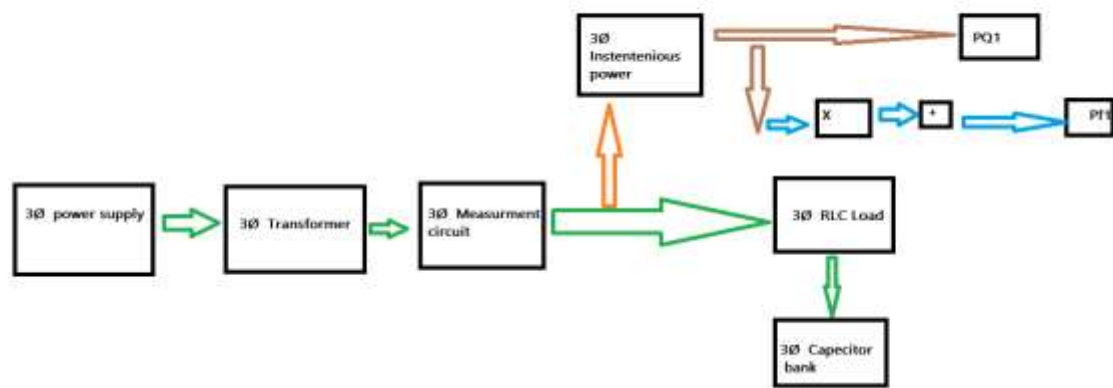 3Ø
Instentenious
power
PQ1
X
+
Pf1
3Ø power supply
3Ø Transformer
3Ø Measurment
circuit
3Ø RLC Load
3Ø Capecitor
bank